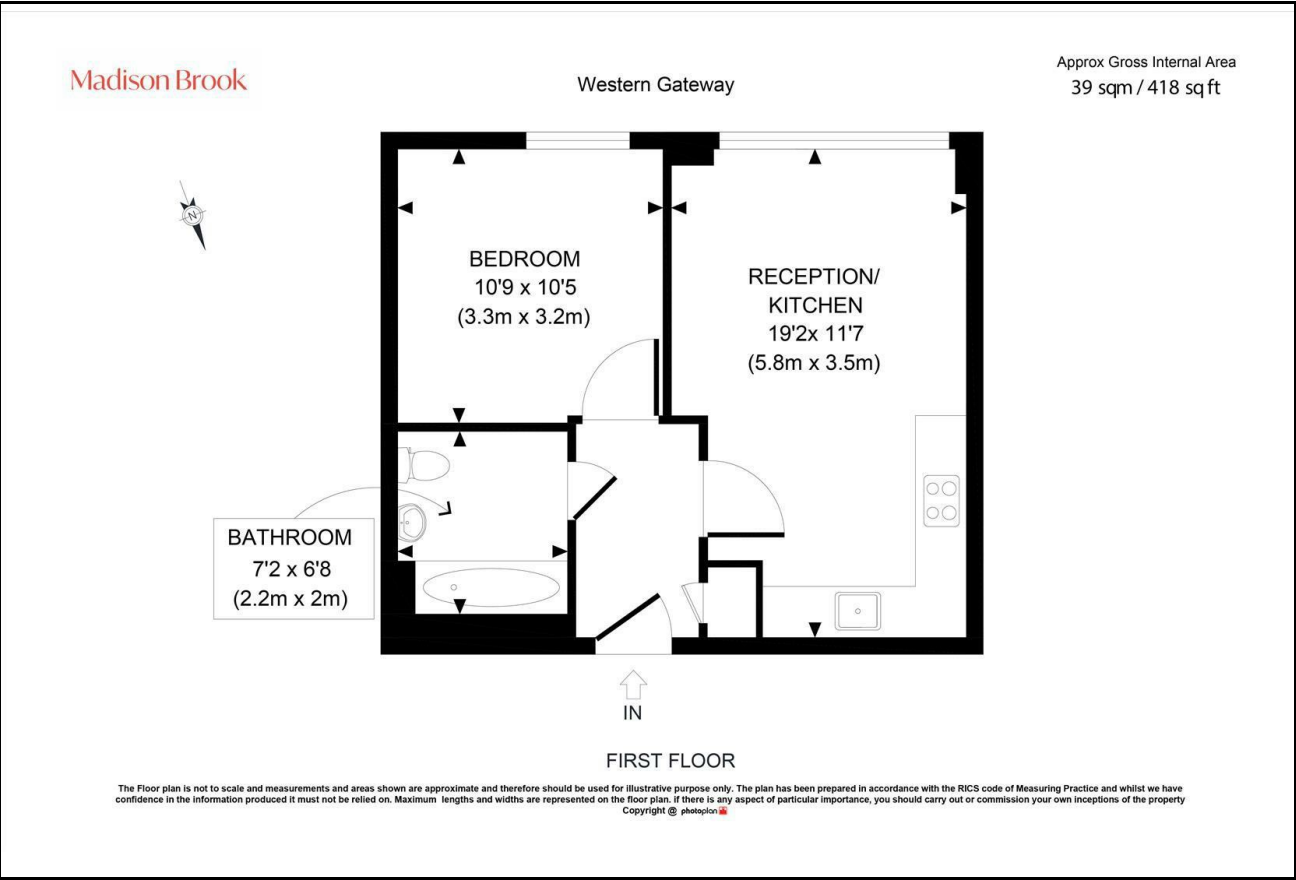 Madison Brook
Western Gateway
Approx Gross Internal Area
39 sqm / 418 sq ft
N
BEDROOM
10'9 x 10'5
(3.3m x 3.2m)
RECEPTION/
KITCHEN
19'2x 11'7
(5.8m x 3.5m)
BATHROOM
7'2 x 6'8
(2.2m x 2m)
IN
FIRST FLOOR
The Floor plan is not to scale and measurements and areas shown are approximate and therefore should be used for illustrative purpose only. The plan has been prepared in accordance with the RICS code of Measuring Practice and whilst we have
confidence in the information produced it must not be relied on. Maximum lengths and widths are represented on the floor plan. if there is any aspect of particular importance, you should carry out or commission your own inceptions of the property
Copyright @ photoplan